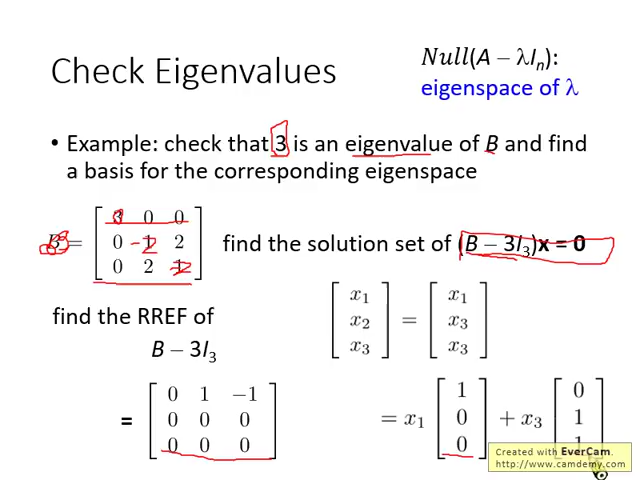 Null(A − λIₙ):
Check Eigenvalues
eigenspace of λ
• Example: check that 3 is an eigenvalue of B and find
a basis for the corresponding eigenspace
3 0 0
= 0 1 2 find the solution set of (B − 3I₃)x = 0
0 2 1
find the RREF of
B − 3I₃
x₁ x₁
x₂ = x₃
x₃ x₃
0 1 −1 1 0
= 0 0 0 = x₁ 0 + x₃ 1
0 0 0 0 1
Created with EverCam.
http://www.camdemy.com